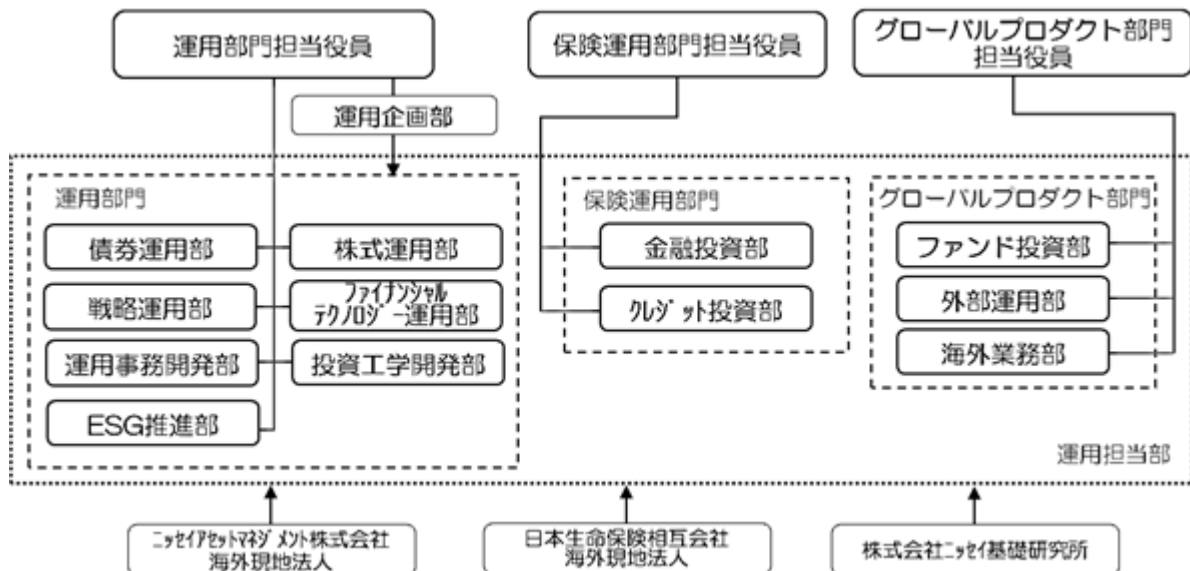 運用部門担当役員
保険運用部門担当役員
グローバルプロダクト部門
担当役員
運用企画部
運用部門
債券運用部
株式運用部
戦略運用部
ファイナンシャル
テクノロジー運用部
運用事務開発部
投資工学開発部
ESG推進部
保険運用部門
金融投資部
クレジット投資部
グローバルプロダクト部門
ファンド投資部
外部運用部
海外業務部
運用担当部
ニッセイアセットマネジメント株式会社
海外現地法人
日本生命保険相互会社
海外現地法人
株式会社ニッセイ基礎研究所